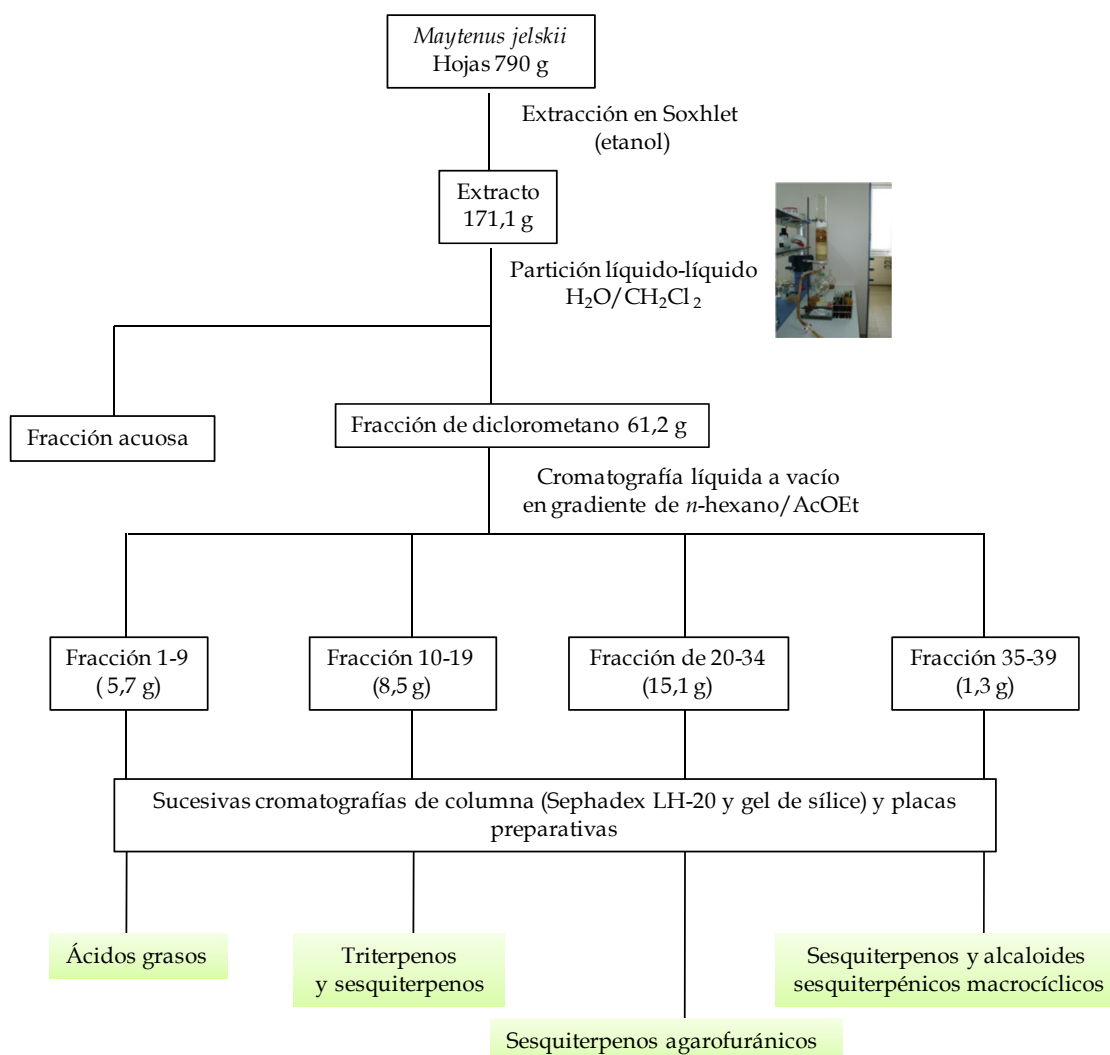 Maytenus jelskii
Hojas 790 g
Extracción en Soxhlet
(etanol)
Extracto
171,1 g
Partición líquido-líquido
H₂O/CH₂Cl₂
Fracción acuosa
Fracción de diclorometano 61,2 g
Cromatografía líquida a vacío
en gradiente de n-hexano/AcOEt
Fracción 1-9
( 5,7 g)
Fracción 10-19
(8,5 g)
Fracción de 20-34
(15,1 g)
Fracción 35-39
(1,3 g)
Sucesivas cromatografías de columna (Sephadex LH-20 y gel de sílice) y placas
preparativas
Ácidos grasos
Triterpenos
y sesquiterpenos
Sesquiterpenos y alcaloides
sesquiterpénicos macrocíclicos
Sesquiterpenos agarofuránicos